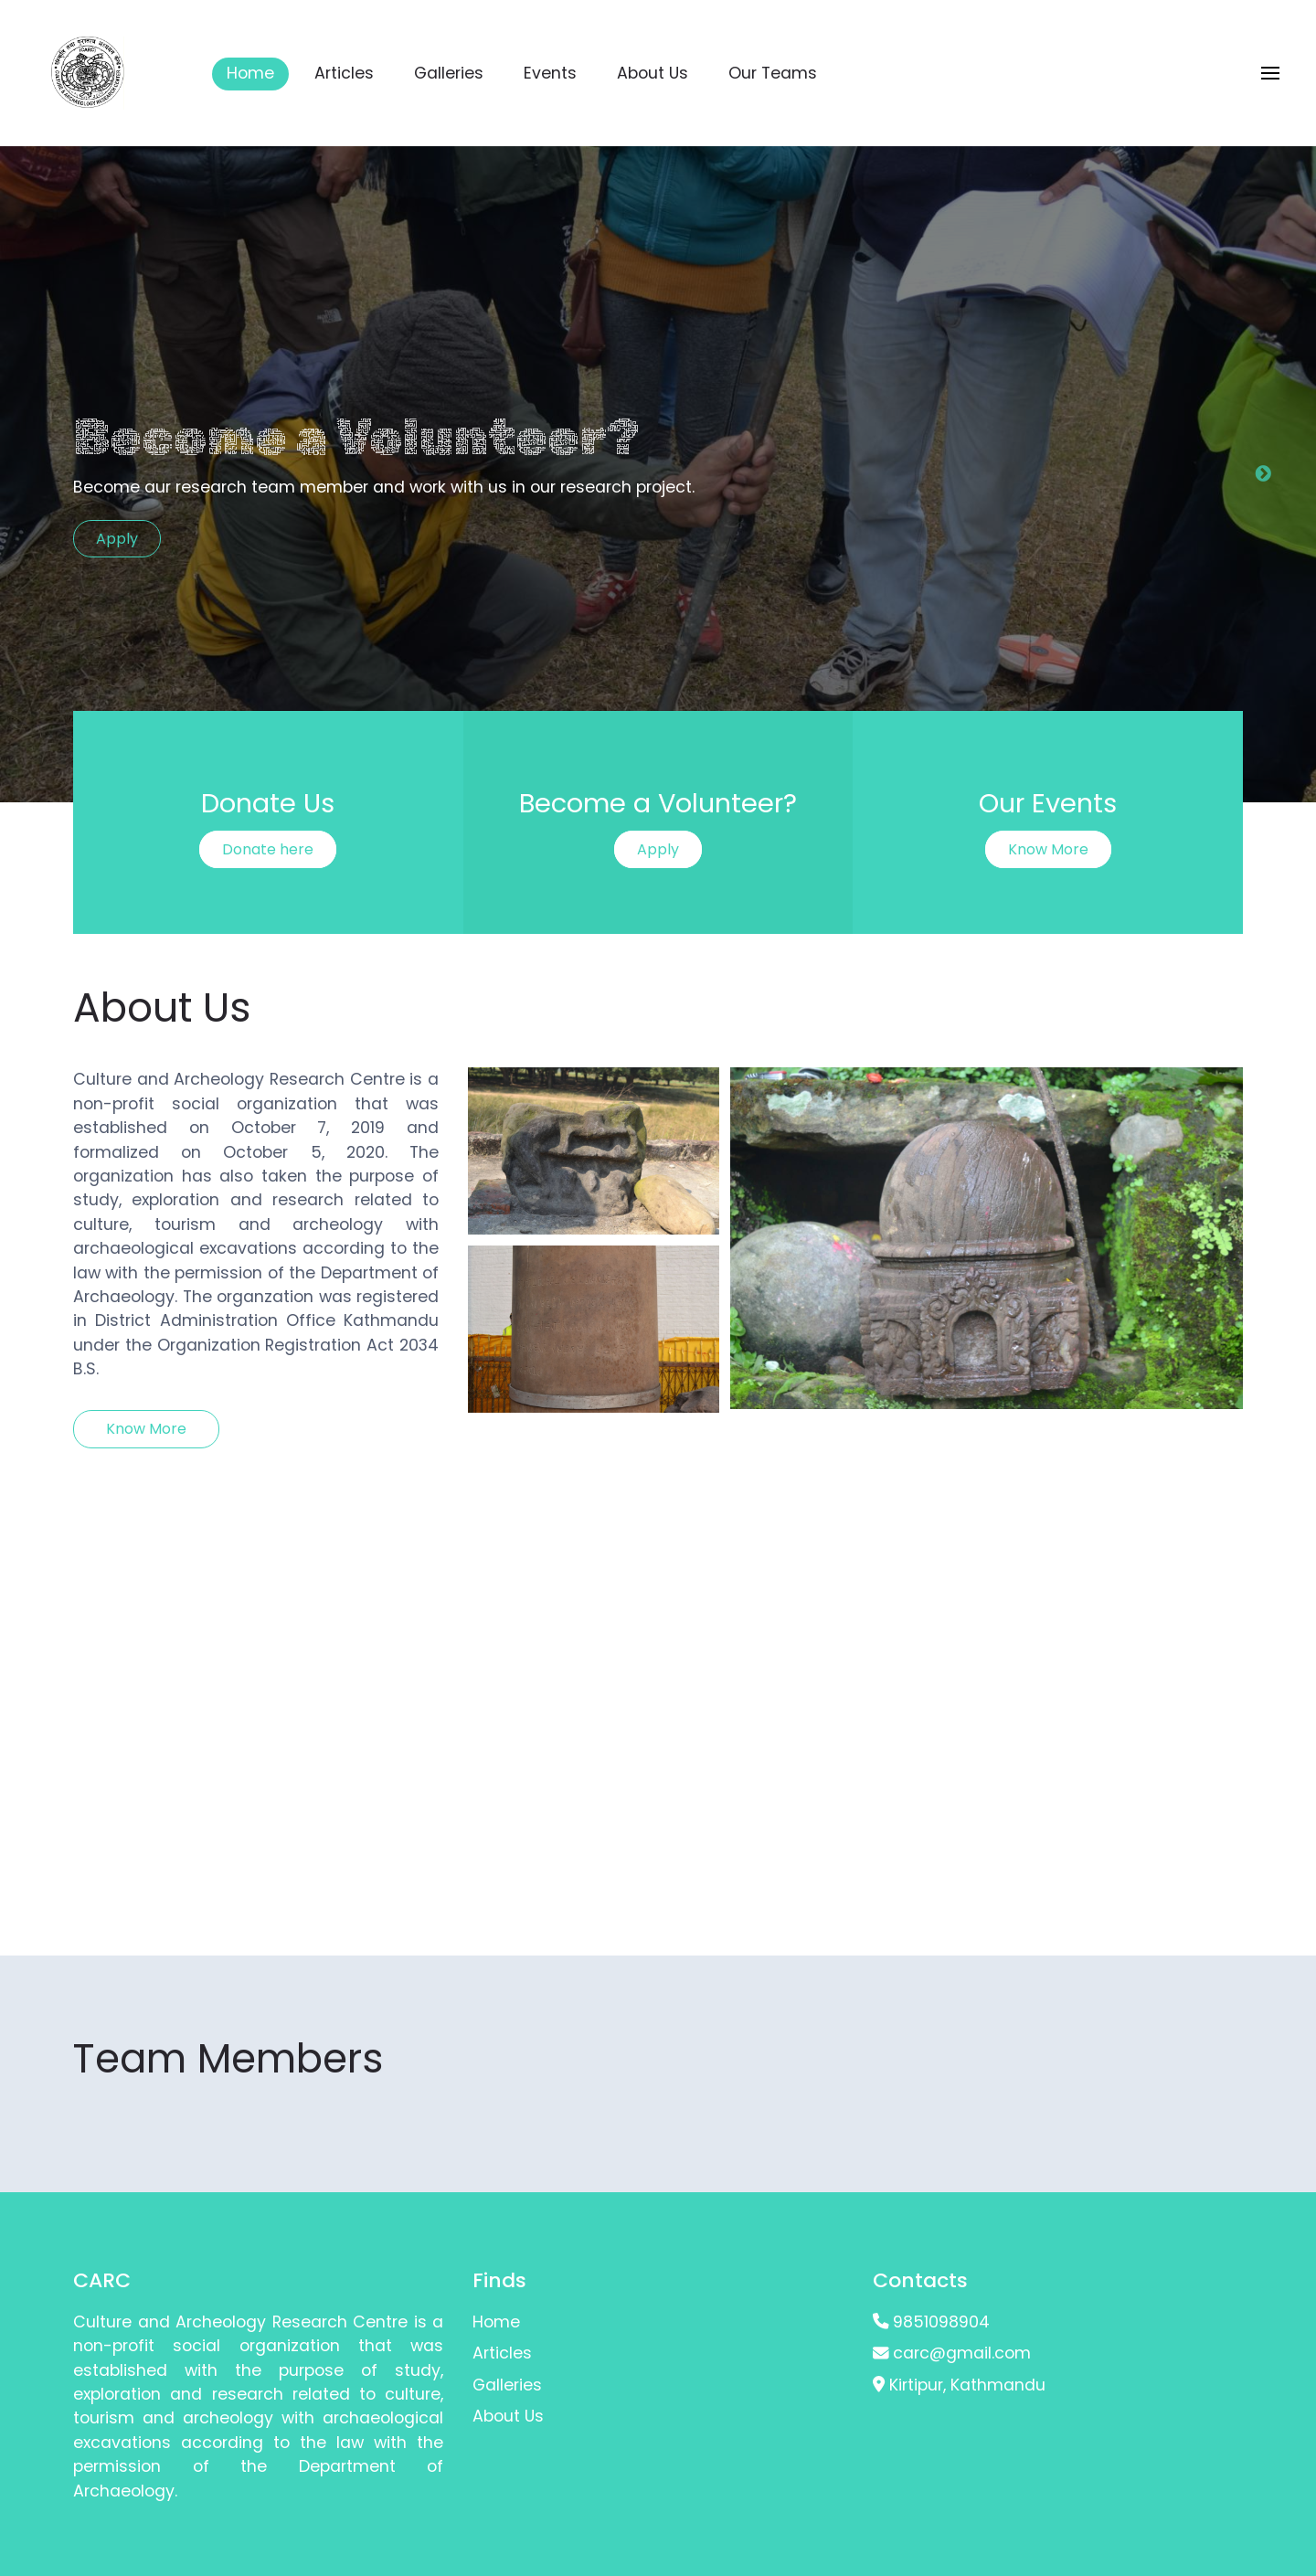 Home Articles Galleries Events About Us Our Teams
Become a Volunteer?
Become aur research team member and work with us in our research project.
Apply
Donate Us
Donate here
Become a Volunteer?
Apply
Our Events
Know More
About Us
Culture and Archeology Research Centre is a
non-profit social organization that was
established on October 7, 2019 and
formalized on October 5, 2020. The
organization has also taken the purpose of
study, exploration and research related to
culture, tourism and archeology with
archaeological excavations according to the
law with the permission of the Department of
Archaeology. The organzation was registered
in District Administration Office Kathmandu
under the Organization Registration Act 2034
B.S.
Know More
Team Members
CARC
Culture and Archeology Research Centre is a
non-profit social organization that was
established with the purpose of study,
exploration and research related to culture,
tourism and archeology with archaeological
excavations according to the law with the
permission of the Department of
Archaeology.
Finds
Home
Articles
Galleries
About Us
Contacts
9851098904
carc@gmail.com
Kirtipur, Kathmandu